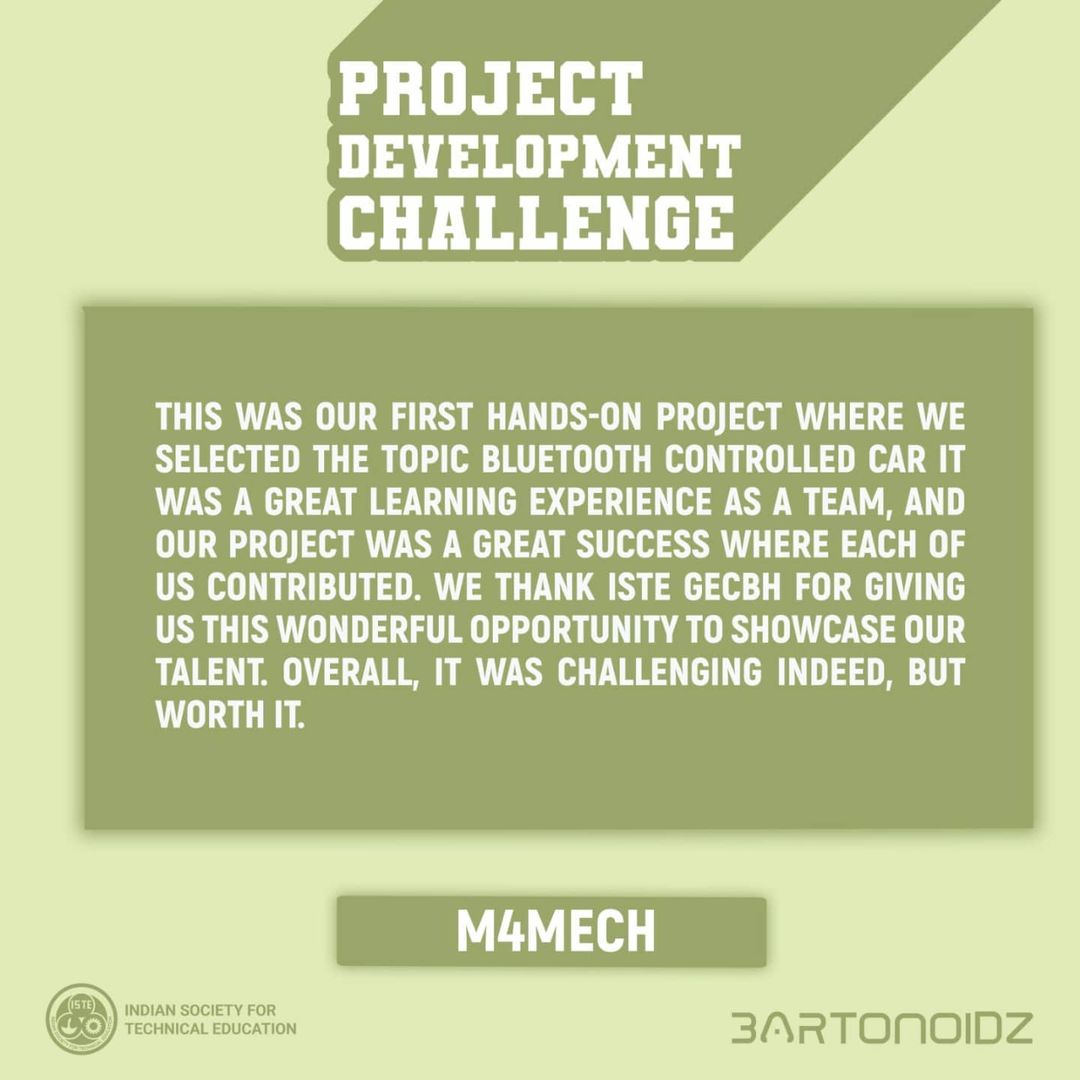 PROJECT
DEVELOPMENT
CHALLENGE
THIS WAS OUR FIRST HANDS-ON PROJECT WHERE WE
SELECTED THE TOPIC BLUETOOTH CONTROLLED CAR IT
WAS A GREAT LEARNING EXPERIENCE AS A TEAM, AND
OUR PROJECT WAS A GREAT SUCCESS WHERE EACH OF
US CONTRIBUTED. WE THANK ISTE GECBH FOR GIVING
US THIS WONDERFUL OPPORTUNITY TO SHOWCASE OUR
TALENT. OVERALL, IT WAS CHALLENGING INDEED, BUT
WORTH IT.
M4MECH
ISTE
INDIAN SOCIETY FOR
TECHNICAL EDUCATION
BARTONOIDZ